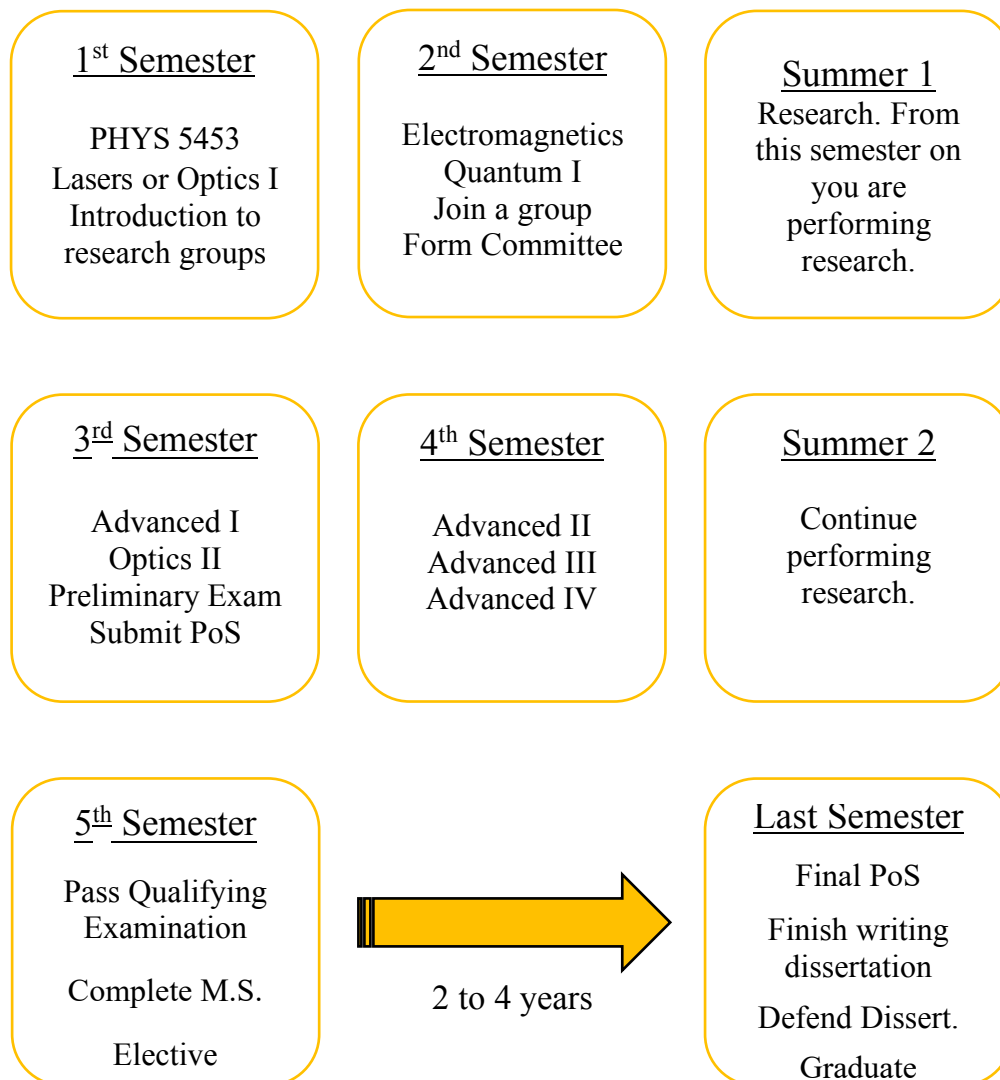 1st Semester
PHYS 5453
Lasers or Optics I
Introduction to
research groups
2nd Semester
Electromagnetics
Quantum I
Join a group
Form Committee
Summer 1
Research. From
this semester on
you are
performing
research.
3rd Semester
Advanced I
Optics II
Preliminary Exam
Submit PoS
4th Semester
Advanced II
Advanced III
Advanced IV
Summer 2
Continue
performing
research.
5th Semester
Pass Qualifying
Examination
Complete M.S.
Elective
2 to 4 years
Last Semester
Final PoS
Finish writing
dissertation
Defend Dissert.
Graduate